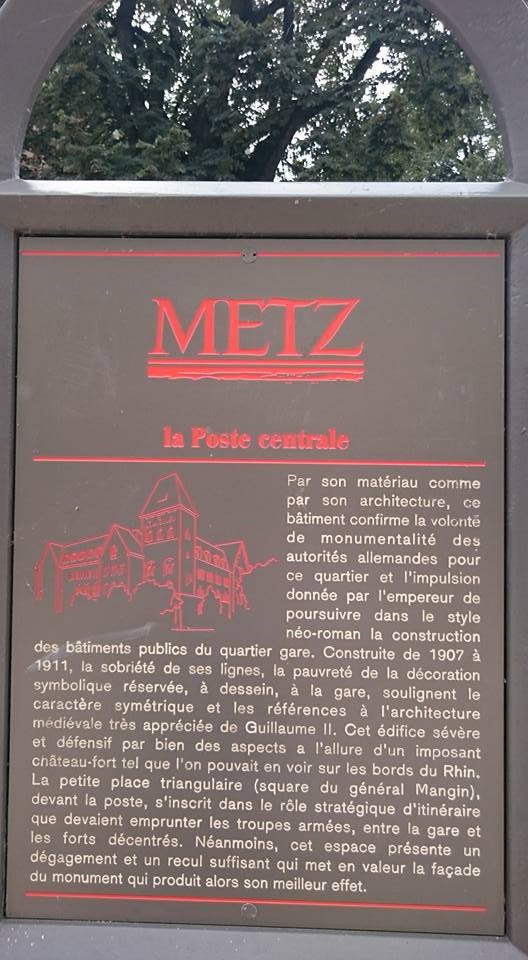 METZ
la Poste centrale
Par son matériau comme
par son architecture, ce
bâtiment confirme la volonté
de monumentalité des
autorités allemandes pour
ce quartier et l'impulsion
donnée par l'empereur de
poursuivre dans le style
néo-roman la construction
des bâtiments publics du quartier gare. Construite de 1907 à
1911, la sobriété de ses lignes, la pauvreté de la décoration
symbolique réservée, à dessein, à la gare, soulignent le
caractère symétrique et les références à l'architecture
médiévale très appréciée de Guillaume II. Cet édifice sévère
et défensif par bien des aspects a l'allure d'un imposant
château-fort tel que l'on pouvait en voir sur les bords du Rhin.
La petite place triangulaire (square du général Mangin),
devant la poste, s'inscrit dans le rôle stratégique d'itinéraire
que devaient emprunter les troupes armées, entre la gare et
les forts décentrés. Néanmoins, cet espace présente un
dégagement et un recul suffisant qui met en valeur la façade
du monument qui produit alors son meilleur effet.